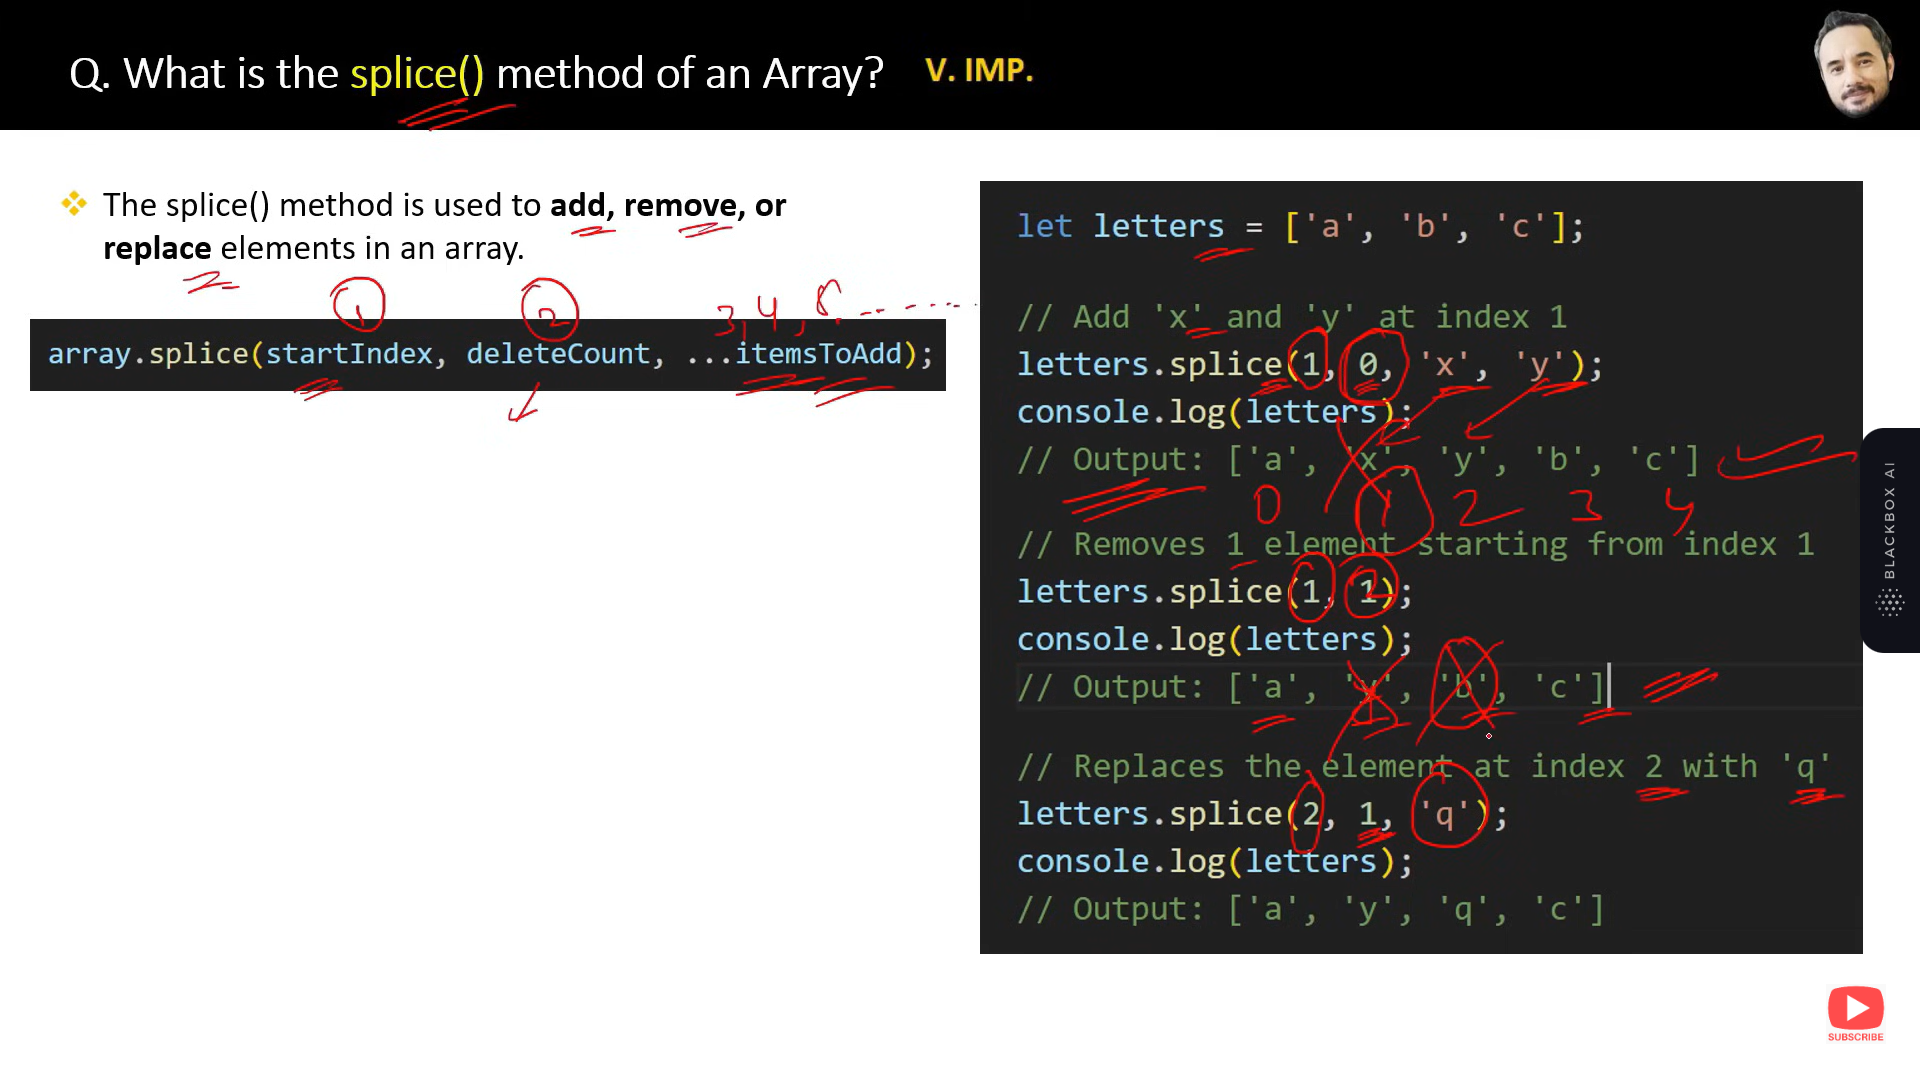 Q. What is the splice() method of an Array? V. IMP.
The splice() method is used to add, remove, or
replace elements in an array.
1 2 3, 4, 5
array.splice(startIndex, deleteCount, ...itemsToAdd);
let letters = ['a', 'b', 'c'];
// Add 'x' and 'y' at index 1
letters.splice(1, 0, 'x', 'y');
console.log(letters);
// Output: ['a', 'x', 'y', 'b', 'c']
0 1 2 3 4
// Removes 1 element starting from index 1
letters.splice(1, 1);
2
console.log(letters);
// Output: ['a', 'y', 'b', 'c']
// Replaces the element at index 2 with 'q'
letters.splice(2, 1, 'q');
console.log(letters);
// Output: ['a', 'y', 'q', 'c']
BLACKBOX AI
SUBSCRIBE